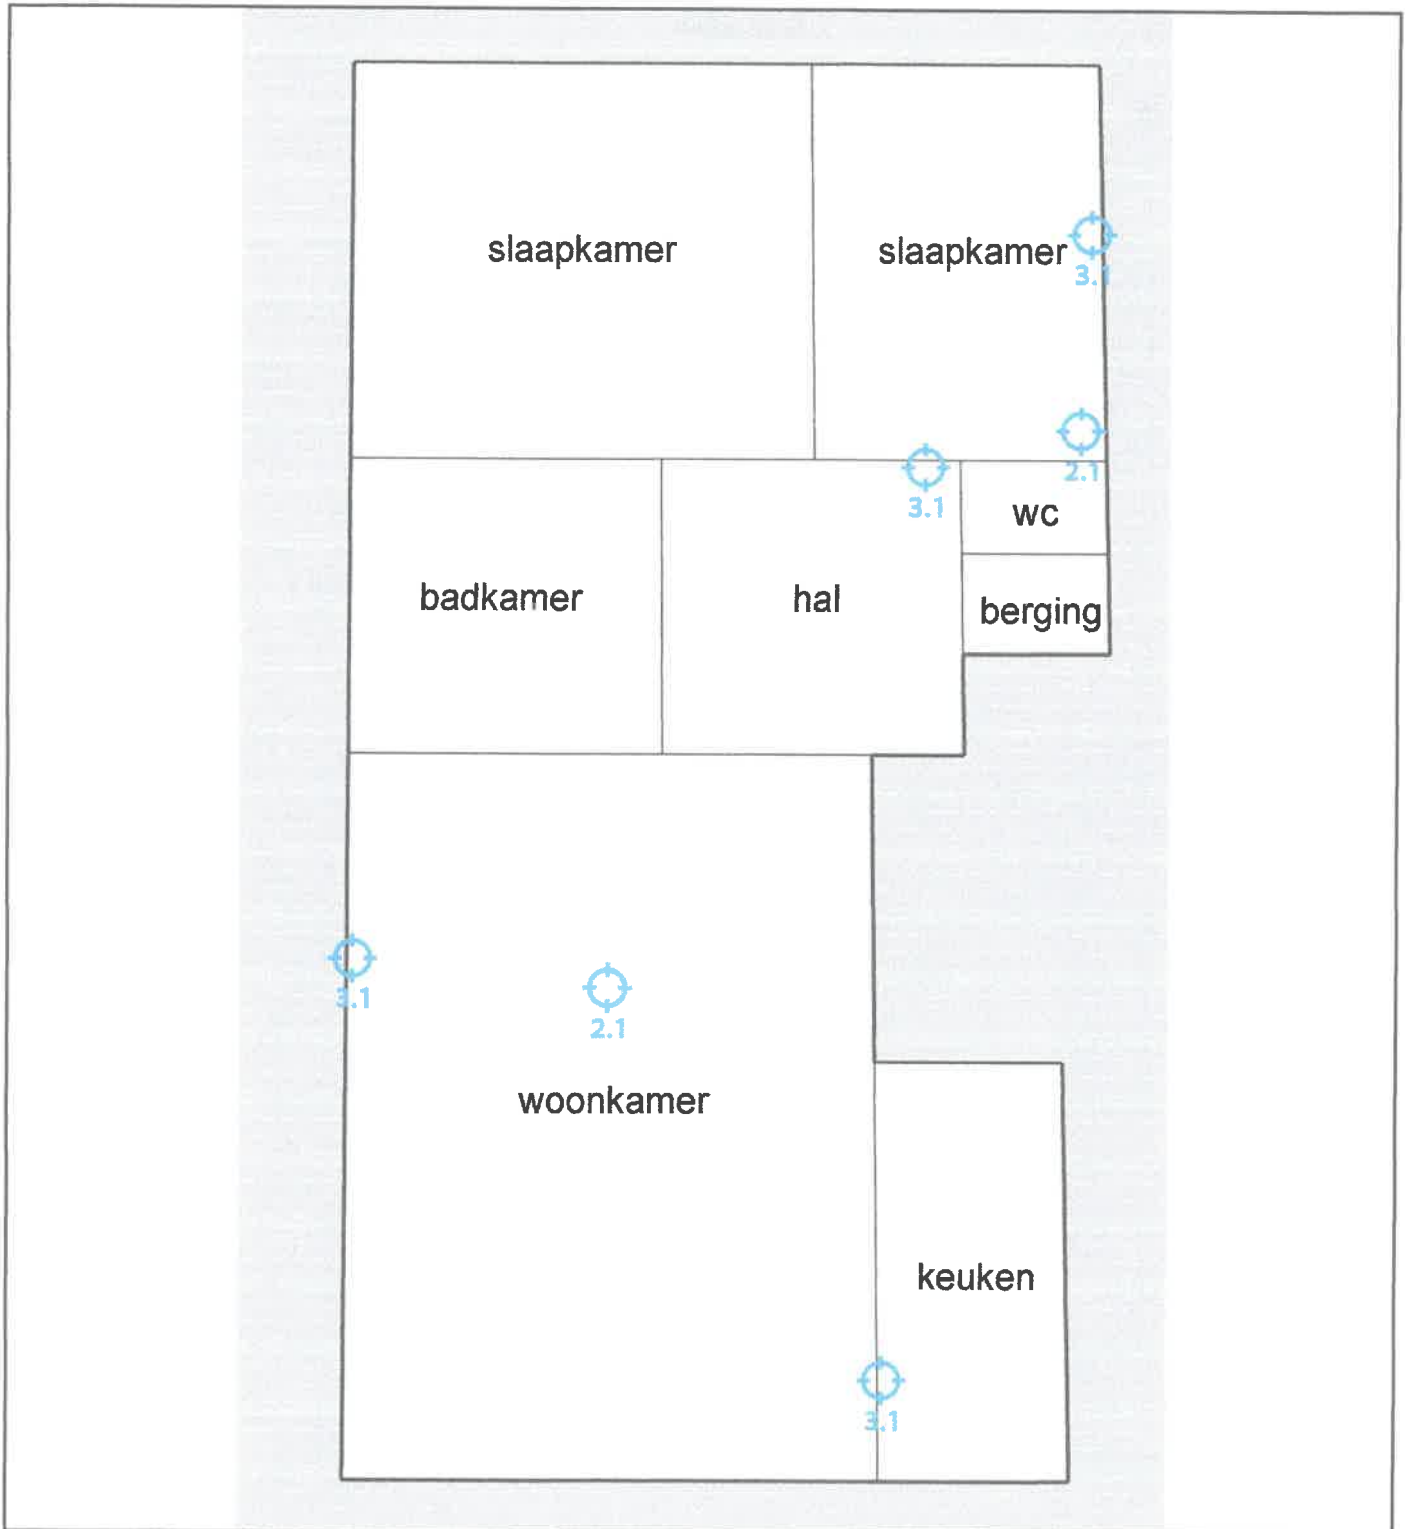 slaapkamer
slaapkamer
3.1
2.1
3.1
wc
badkamer
hal
berging
3.1
2.1
woonkamer
keuken
3.1